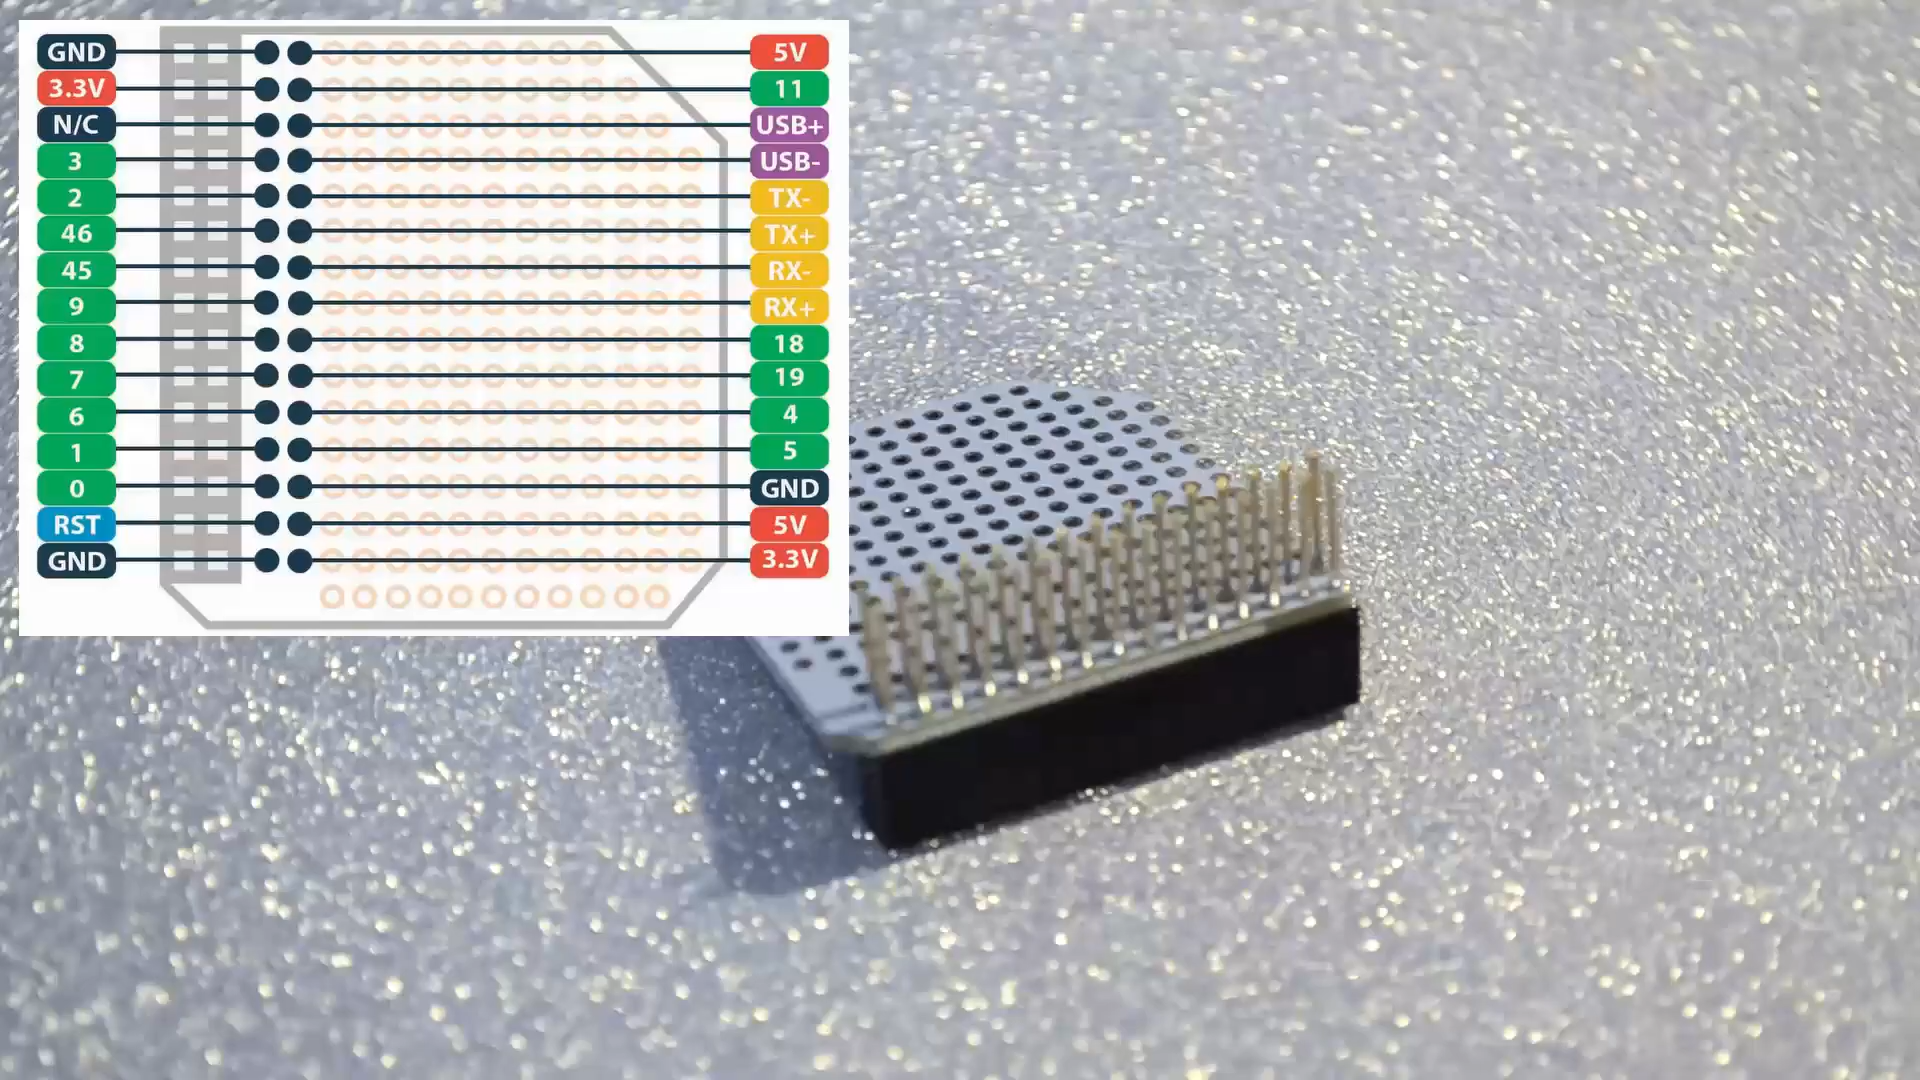 GND 5V
3.3V 11
N/C USB+
3 USB-
2 TX-
46 TX+
45 RX-
9 RX+
8 18
7 19
6 4
1 5
0 GND
RST 5V
GND 3.3V